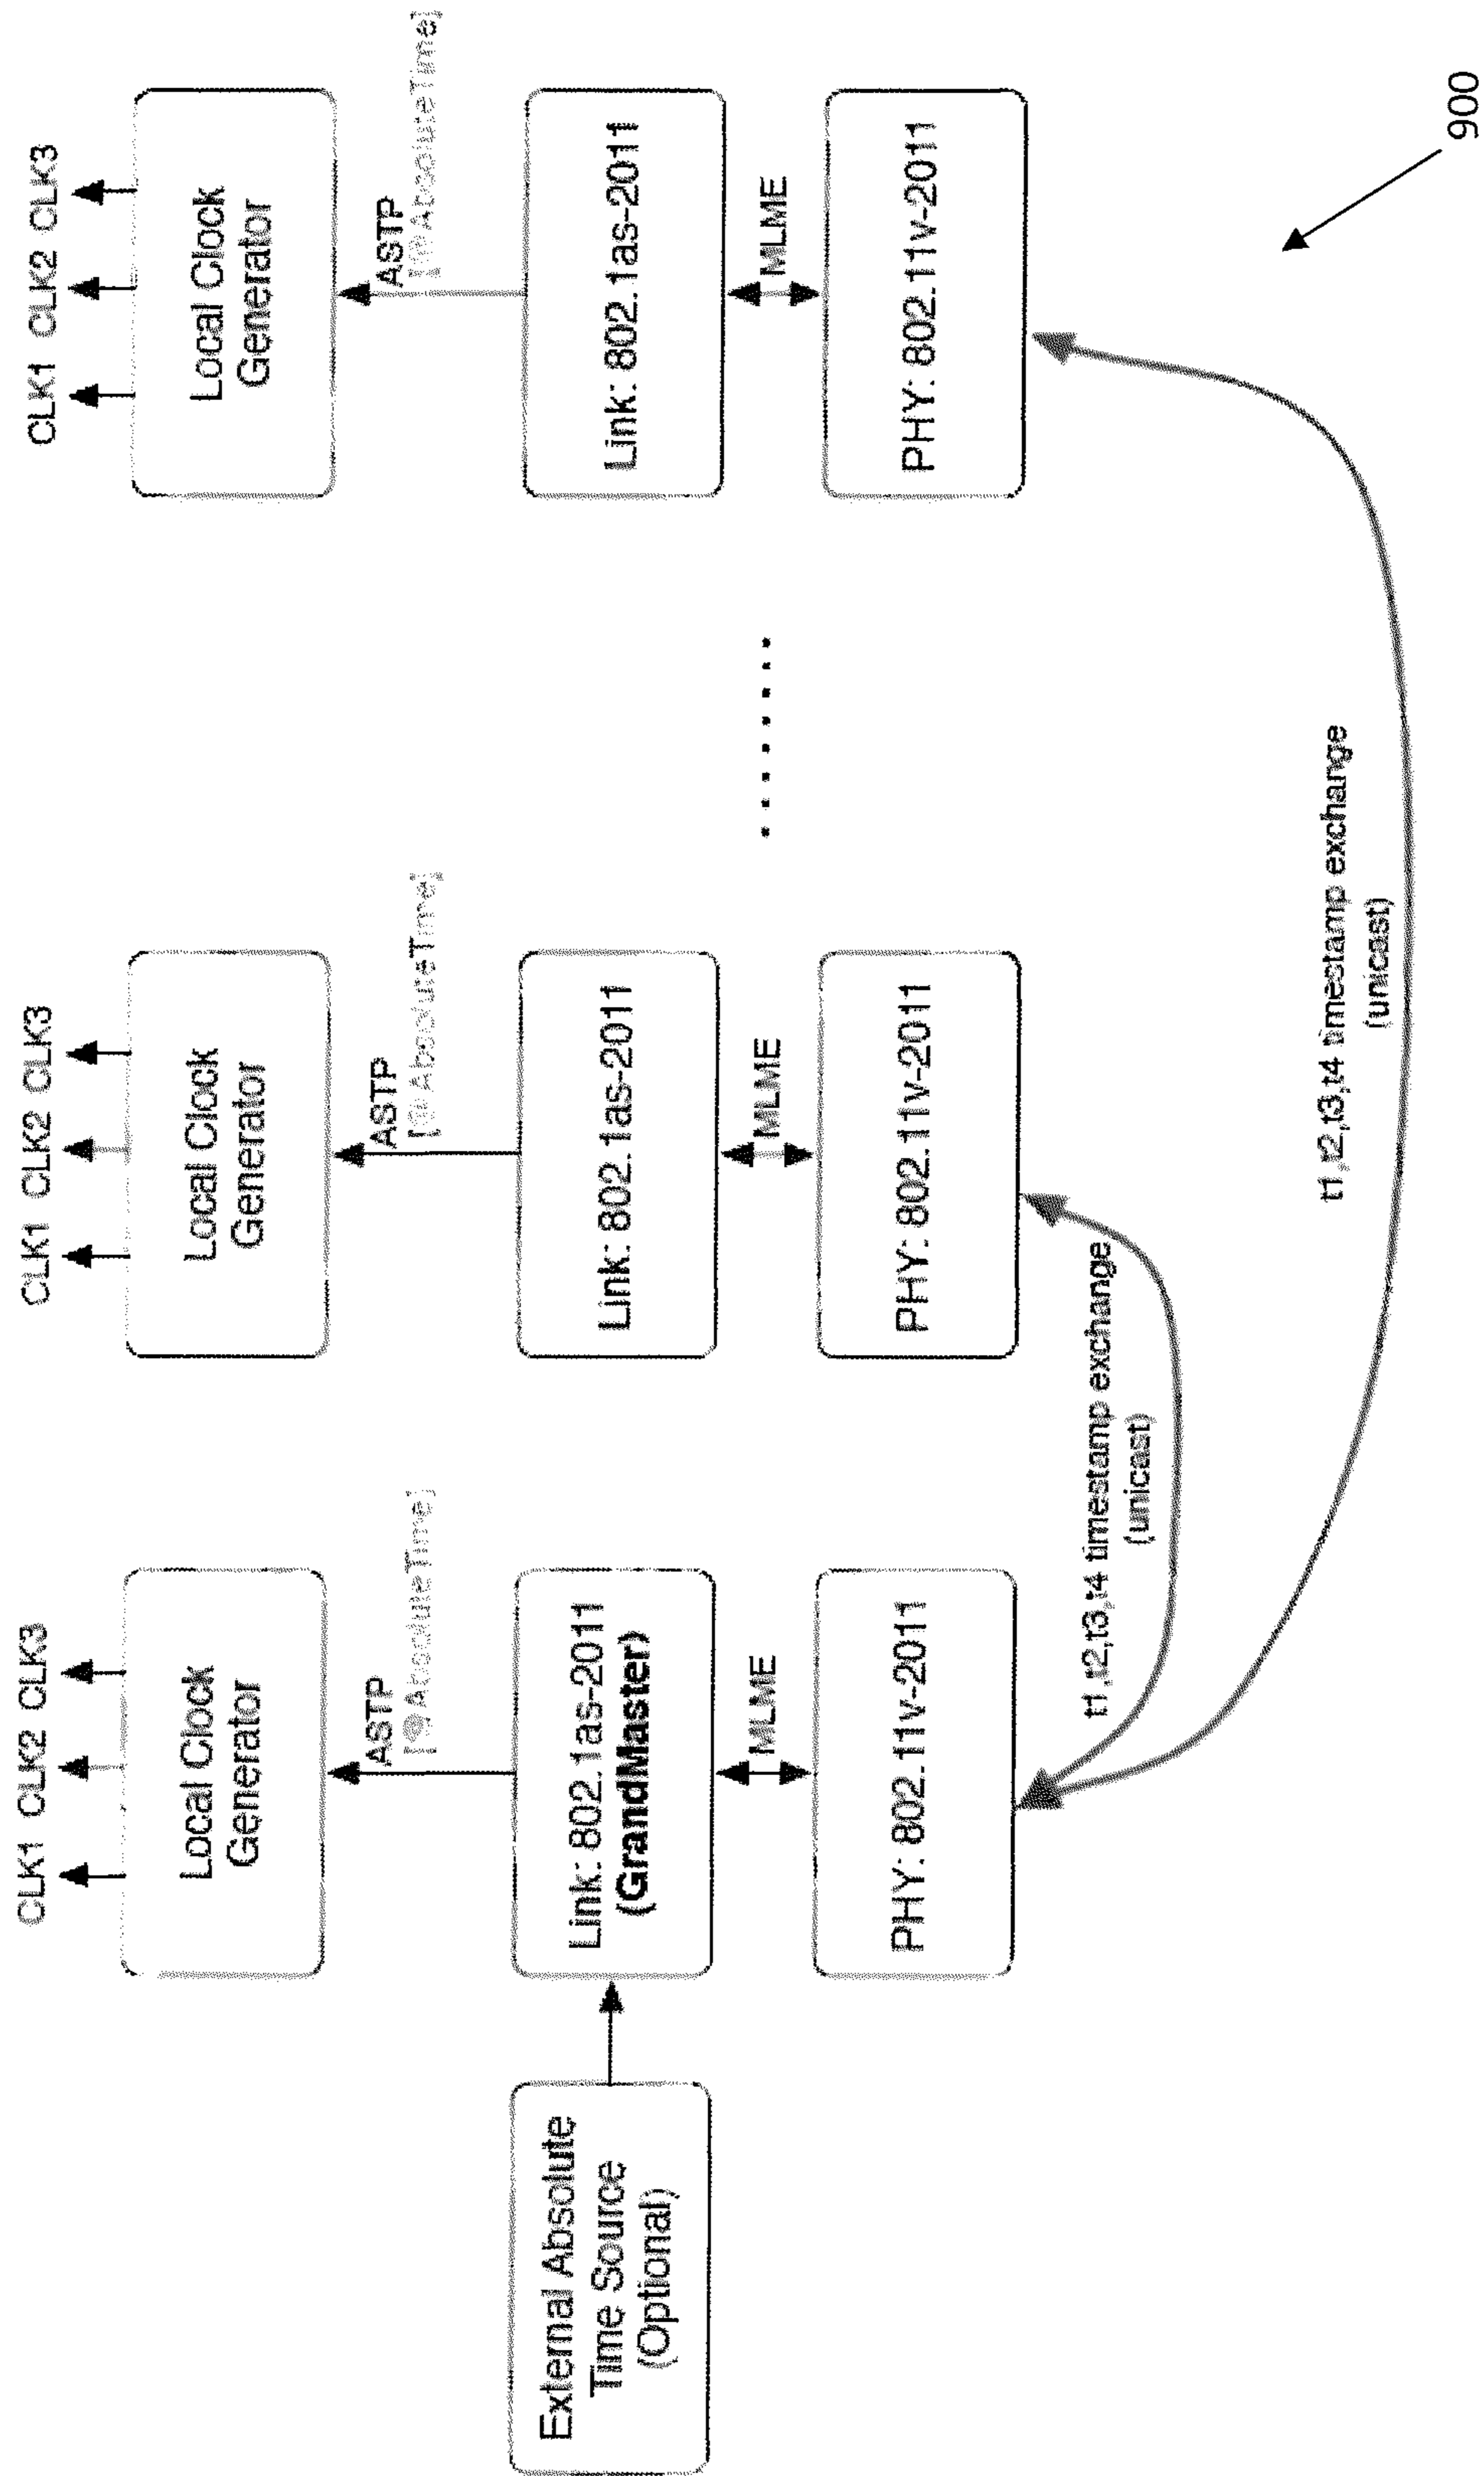 CLK1 CLK2 CLK3
CLK1 CLK2 CLK3
CLK1 CLK2 CLK3
Local Clock
Generator
Local Clock
Generator
Local Clock
Generator
ASTP
[@AbsoluteTime]
ASTP
[@AbsoluteTime]
ASTP
[@AbsoluteTime]
External Absolute
Time Source
(Optional)
Link: 802.1as-2011
(GrandMaster)
Link: 802.1as-2011
Link: 802.1as-2011
MLME
MLME
MLME
PHY: 802.11v-2011
PHY: 802.11v-2011
PHY: 802.11v-2011
t1,t2,t3,t4 timestamp exchange
(unicast)
t1,t2,t3,t4 timestamp exchange
(unicast)
900